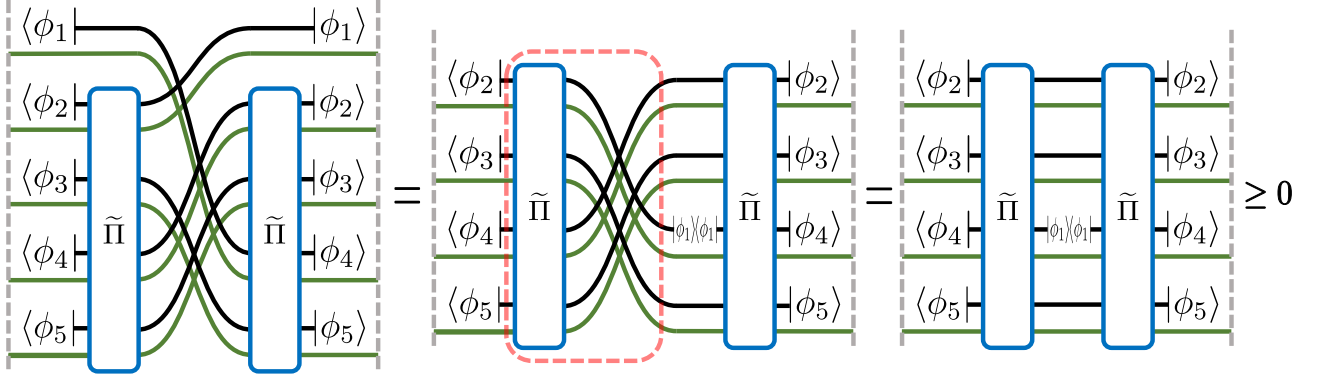 ⟨ϕ₁| |ϕ₁⟩
⟨ϕ₂| |ϕ₂⟩
⟨ϕ₃| |ϕ₃⟩
Π̃ Π̃
⟨ϕ₄| |ϕ₄⟩
⟨ϕ₅| |ϕ₅⟩
=
⟨ϕ₂| |ϕ₂⟩
⟨ϕ₃| |ϕ₃⟩
Π̃ Π̃
⟨ϕ₄| |ϕ₁⟩⟨ϕ₁| |ϕ₄⟩
⟨ϕ₅| |ϕ₅⟩
=
⟨ϕ₂| |ϕ₂⟩
⟨ϕ₃| |ϕ₃⟩
Π̃ Π̃
⟨ϕ₄| |ϕ₁⟩⟨ϕ₁| |ϕ₄⟩
⟨ϕ₅| |ϕ₅⟩
≥ 0